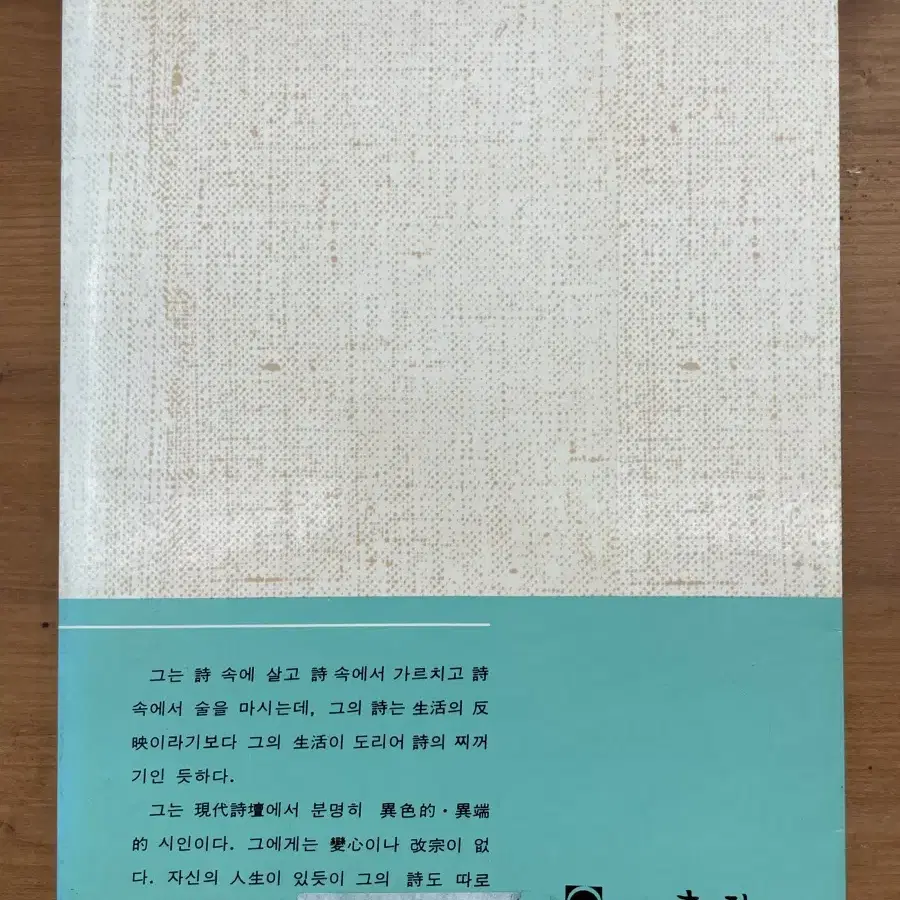 그는 詩 속에 살고 詩 속에서 가르치고 詩
속에서 술을 마시는데, 그의 詩는 生活의 反
映이라기보다 그의 生活이 도리어 詩의 찌꺼
기인 듯하다.
그는 現代詩壇에서 분명히 異色的·異端
的 시인이다. 그에게는 變心이나 改宗이 없
다. 자신의 人生이 있듯이 그의 詩도 따로